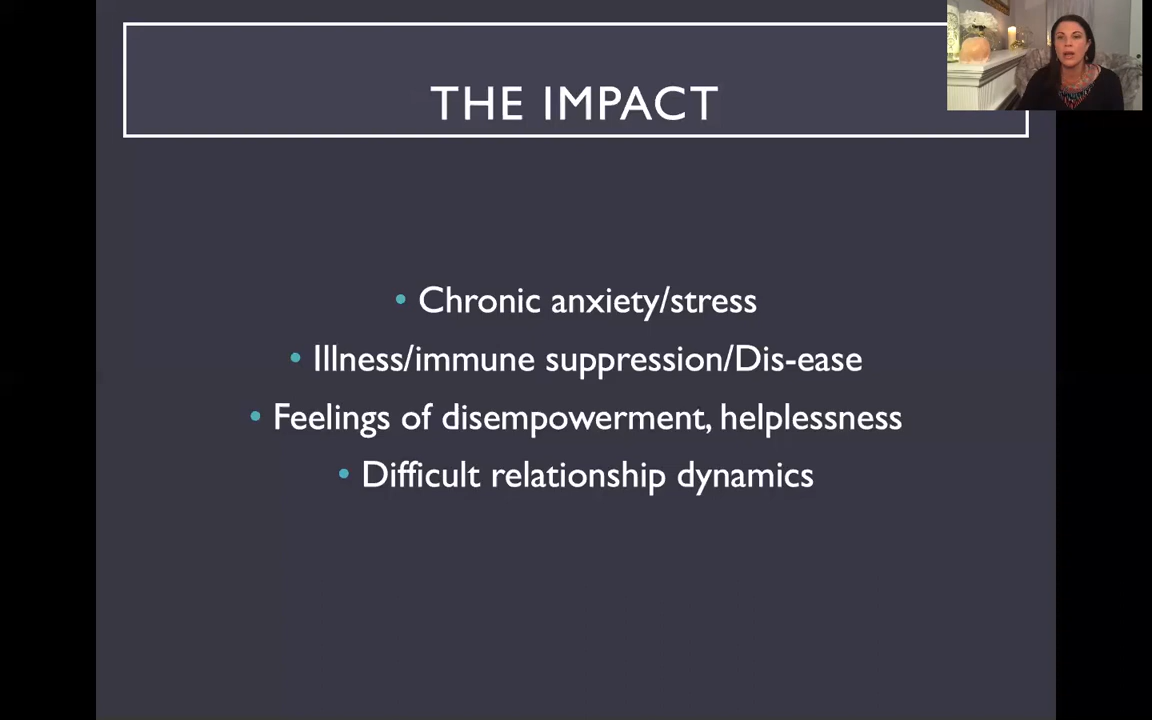 THE IMPACT
• Chronic anxiety/stress
• Illness/immune suppression/Dis-ease
• Feelings of disempowerment, helplessness
• Difficult relationship dynamics